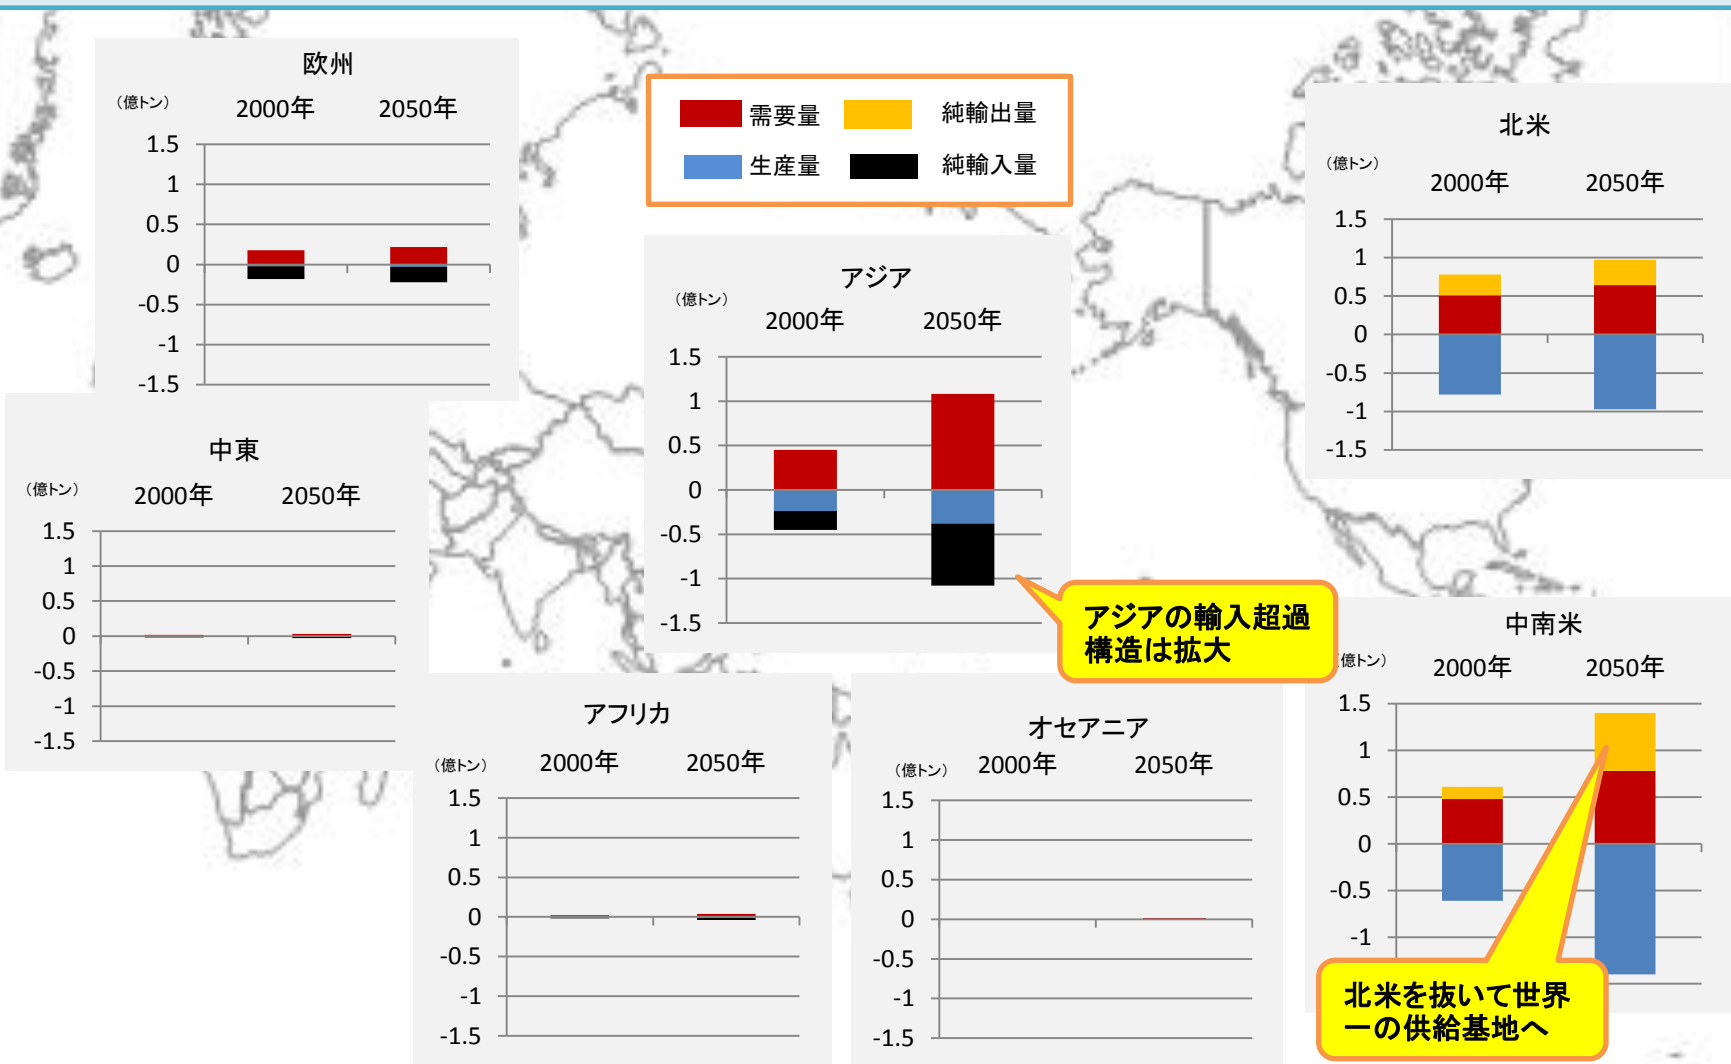 欧州
（億トン）
2000年 2050年
1.5
1
0.5
0
-0.5
-1
-1.5
需要量 純輸出量
生産量 純輸入量
北米
（億トン）
2000年 2050年
1.5
1
0.5
0
-0.5
-1
-1.5
アジア
（億トン）
2000年 2050年
1.5
1
0.5
0
-0.5
-1
-1.5
アジアの輸入超過
構造は拡大
中東
（億トン）
2000年 2050年
1.5
1
0.5
0
-0.5
-1
-1.5
中南米
億トン）
2000年 2050年
1.5
1
0.5
0
-0.5
-1
北米を抜いて世界
一の供給基地へ
アフリカ
（億トン）
2000年 2050年
1.5
1
0.5
0
-0.5
-1
-1.5
オセアニア
（億トン）
2000年 2050年
1.5
1
0.5
0
-0.5
-1
-1.5